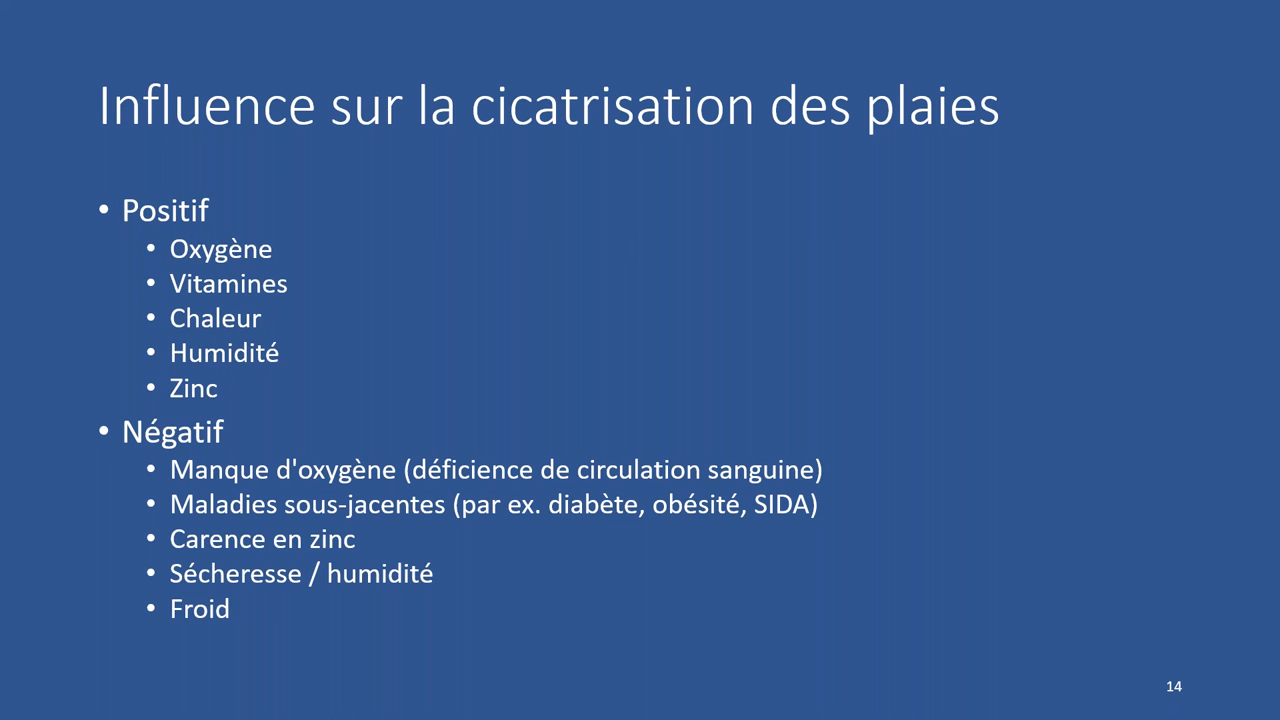 Influence sur la cicatrisation des plaies
• Positif
• Oxygène
• Vitamines
• Chaleur
• Humidité
• Zinc
• Négatif
• Manque d'oxygène (déficience de circulation sanguine)
• Maladies sous-jacentes (par ex. diabète, obésité, SIDA)
• Carence en zinc
• Sécheresse / humidité
• Froid
14